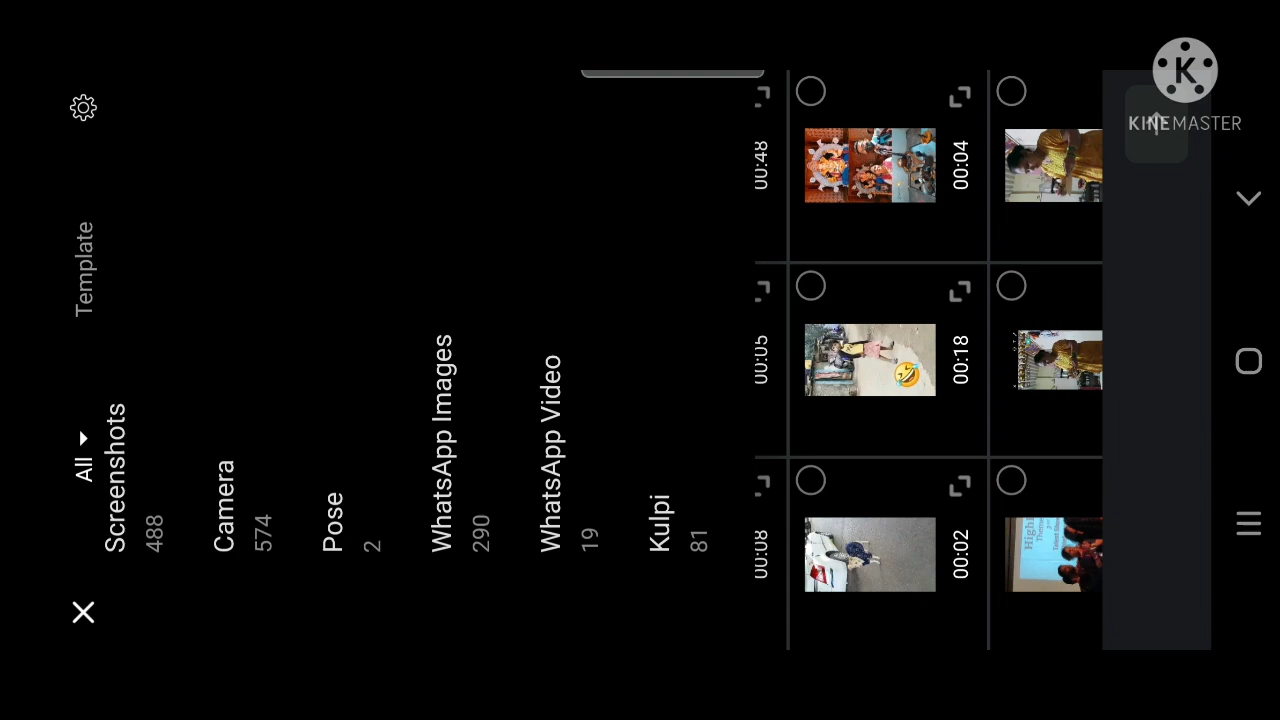 All
Template
Screenshots
488
Camera
574
Pose
2
WhatsApp Images
290
WhatsApp Video
19
Kulpi
81
00:08
00:05
00:48
00:02
00:18
00:04
KINEMASTER
K